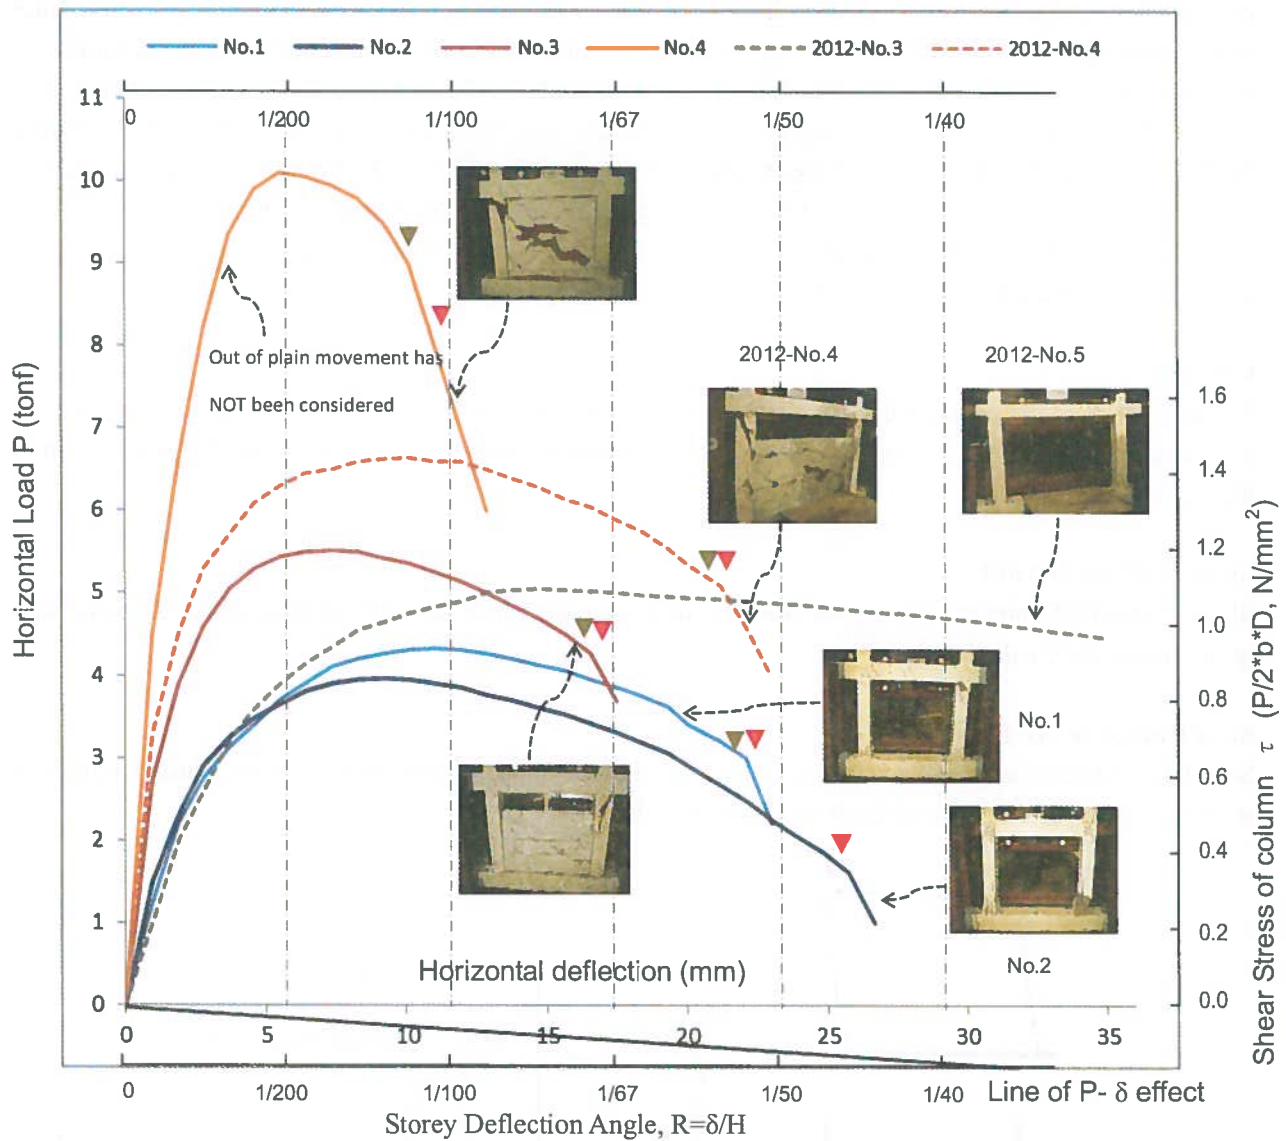 No.1 No.2 No.3 No.4 2012-No.3 2012-No.4
0 1/200 1/100 1/67 1/50 1/40
11
10
9
8
7
6
5
4
3
2
1
0
Horizontal Load P (tonf)
Out of plain movement has
NOT been considered
2012-No.4
2012-No.5
No.1
No.2
1.6
1.4
1.2
1.0
0.8
0.6
0.4
0.2
0.0
Shear Stress of column τ (P/2*b*D, N/mm²)
Horizontal deflection (mm)
0 5 10 15 20 25 30 35
0 1/200 1/100 1/67 1/50 1/40 Line of P- δ effect
Storey Deflection Angle, R=δ/H